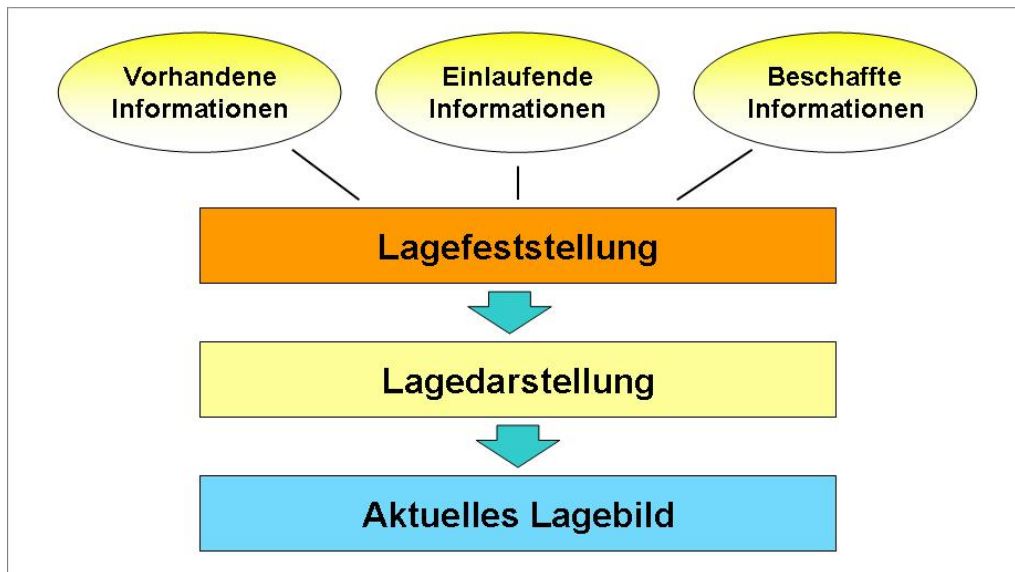 Vorhandene
Informationen
Einlaufende
Informationen
Beschaffte
Informationen
Lagefeststellung
Lagedarstellung
Aktuelles Lagebild